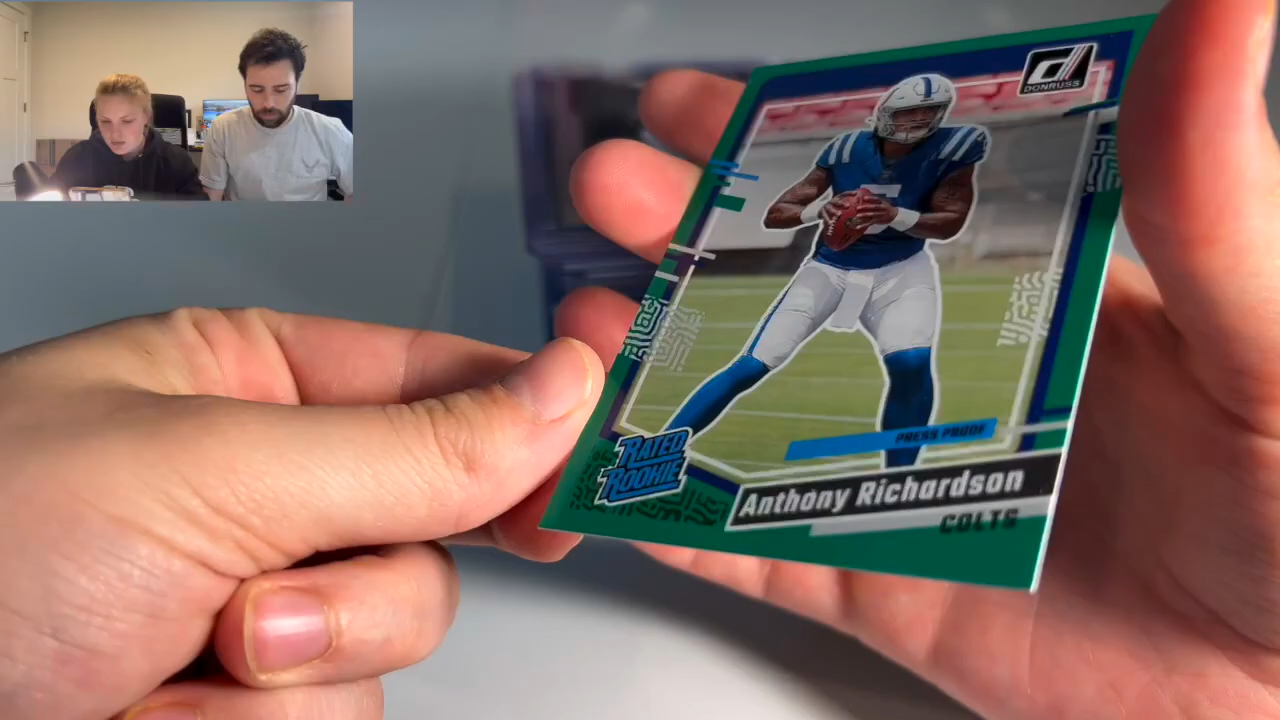 DONRUSS
PRESS PROOF
RATED
ROOKIE
Anthony Richardson
COLTS